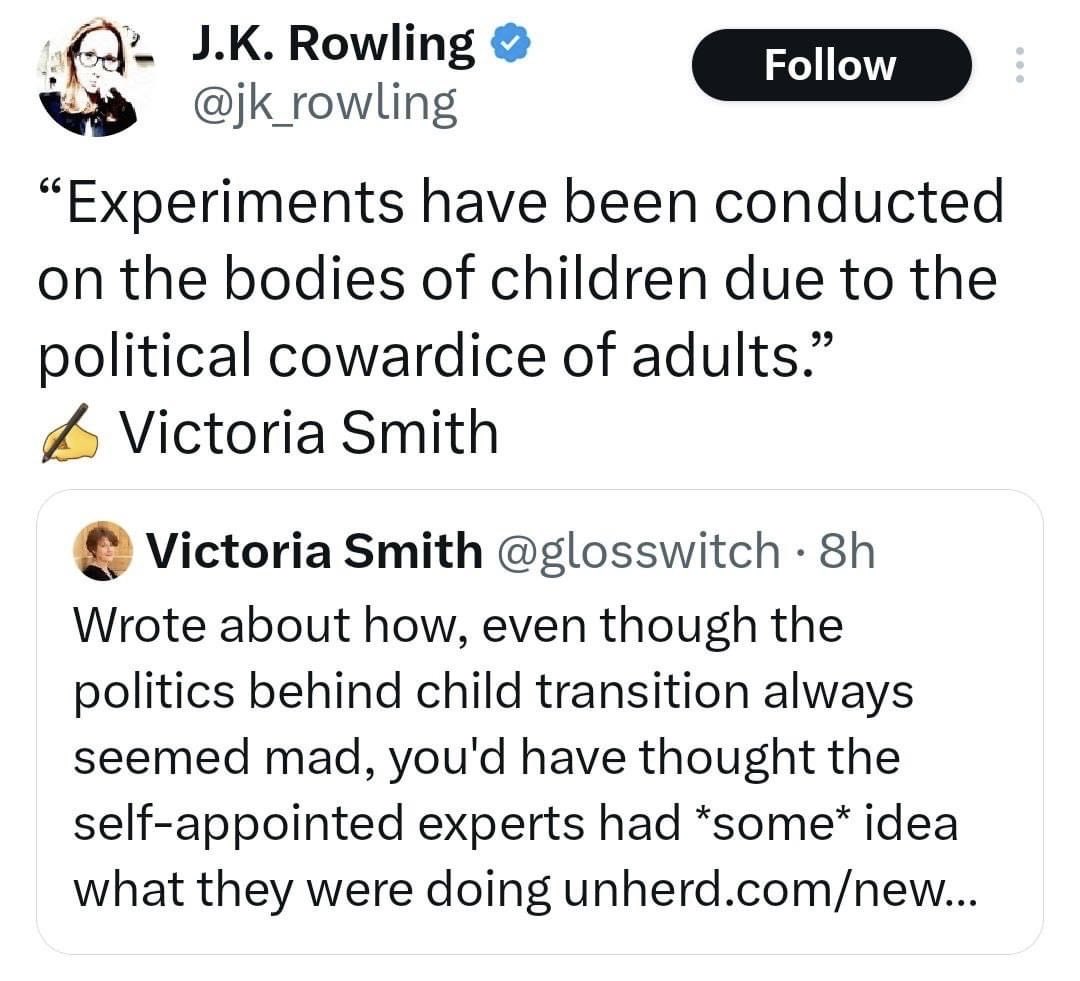 J.K. Rowling
@jk_rowling
Follow
“Experiments have been conducted
on the bodies of children due to the
political cowardice of adults.”
✍️ Victoria Smith
Victoria Smith @glosswitch · 8h
Wrote about how, even though the
politics behind child transition always
seemed mad, you'd have thought the
self-appointed experts had *some* idea
what they were doing unherd.com/new...